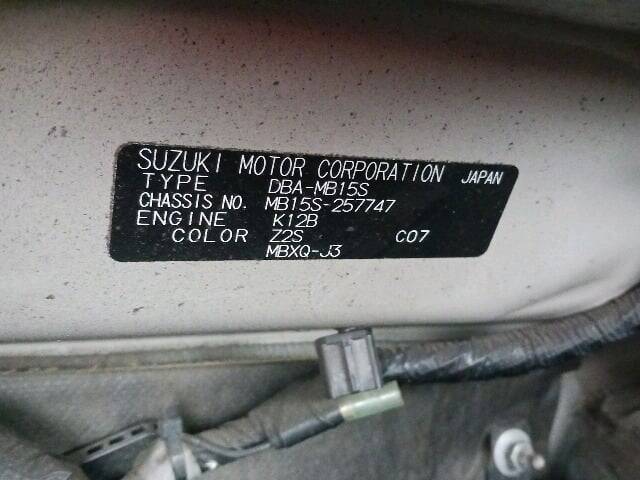 SUZUKI MOTOR CORPORATION JAPAN
TYPE DBA-MB15S
CHASSIS NO. MB15S-257747
ENGINE K12B
COLOR Z2S C07
MBXQ-J3